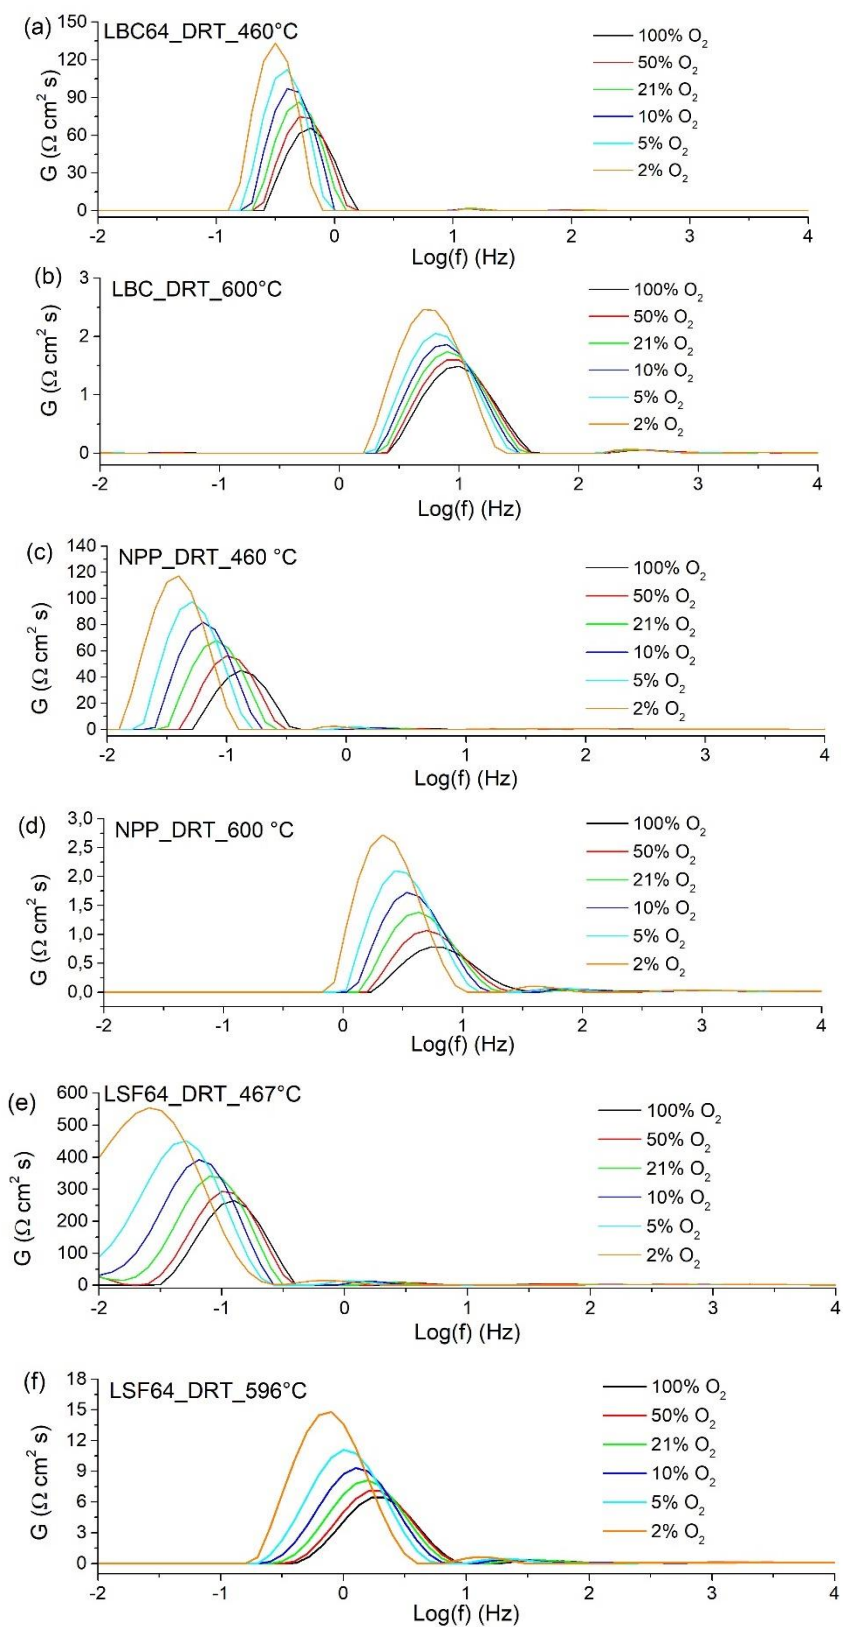 (a)
LBC64_DRT_460°C
150
120
90
60
30
0
G (Ω cm² s)
100% O₂
50% O₂
21% O₂
10% O₂
5% O₂
2% O₂
-2 -1 0 1 2 3 4
Log(f) (Hz)
(b)
LBC_DRT_600°C
3
2
1
0
G (Ω cm² s)
100% O₂
50% O₂
21% O₂
10% O₂
5% O₂
2% O₂
-2 -1 0 1 2 3 4
Log(f) (Hz)
(c)
NPP_DRT_460 °C
140
120
100
80
60
40
20
0
G (Ω cm² s)
100% O₂
50% O₂
21% O₂
10% O₂
5% O₂
2% O₂
-2 -1 0 1 2 3 4
Log(f) (Hz)
(d)
NPP_DRT_600 °C
3,0
2,5
2,0
1,5
1,0
0,5
0,0
G (Ω cm² s)
100% O₂
50% O₂
21% O₂
10% O₂
5% O₂
2% O₂
-2 -1 0 1 2 3 4
Log(f) (Hz)
(e)
LSF64_DRT_467°C
600
500
400
300
200
100
0
G (Ω cm² s)
100% O₂
50% O₂
21% O₂
10% O₂
5% O₂
2% O₂
-2 -1 0 1 2 3 4
Log(f) (Hz)
(f)
LSF64_DRT_596°C
18
15
12
9
6
3
0
G (Ω cm² s)
100% O₂
50% O₂
21% O₂
10% O₂
5% O₂
2% O₂
-2 -1 0 1 2 3 4
Log(f) (Hz)